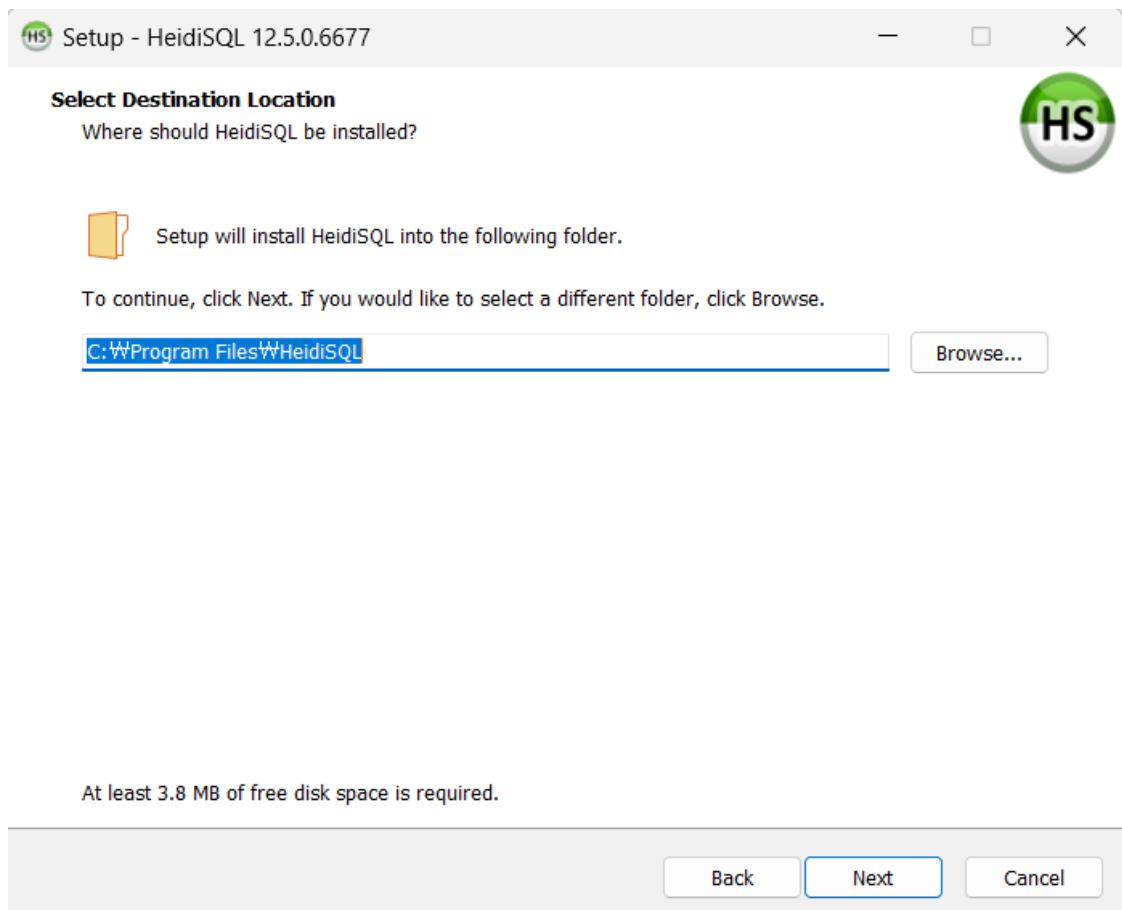 HS Setup - HeidiSQL 12.5.0.6677
Select Destination Location
Where should HeidiSQL be installed?
HS
Setup will install HeidiSQL into the following folder.
To continue, click Next. If you would like to select a different folder, click Browse.
C:₩Program Files₩HeidiSQL
Browse...
At least 3.8 MB of free disk space is required.
Back
Next
Cancel